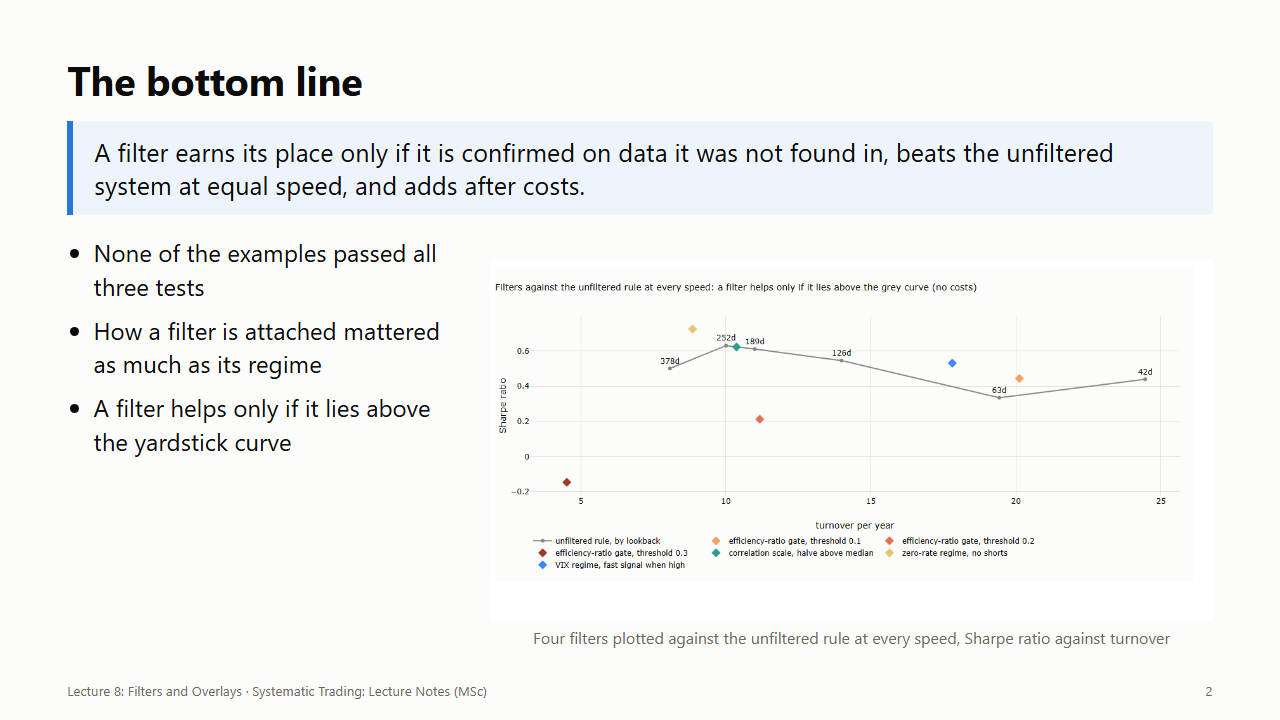 The bottom line
A filter earns its place only if it is confirmed on data it was not found in, beats the unfiltered
system at equal speed, and adds after costs.
• None of the examples passed all
three tests
• How a filter is attached mattered
as much as its regime
• A filter helps only if it lies above
the yardstick curve
Filters against the unfiltered rule at every speed: a filter helps only if it lies above the grey curve (no costs)
Sharpe ratio
0.6
0.4
0.2
0
−0.2
378d
252d
189d
126d
63d
42d
5
10
15
20
25
turnover per year
unfiltered rule, by lookback
efficiency-ratio gate, threshold 0.1
efficiency-ratio gate, threshold 0.2
efficiency-ratio gate, threshold 0.3
correlation scale, halve above median
zero-rate regime, no shorts
VIX regime, fast signal when high
Four filters plotted against the unfiltered rule at every speed, Sharpe ratio against turnover
Lecture 8: Filters and Overlays · Systematic Trading: Lecture Notes (MSc)
2